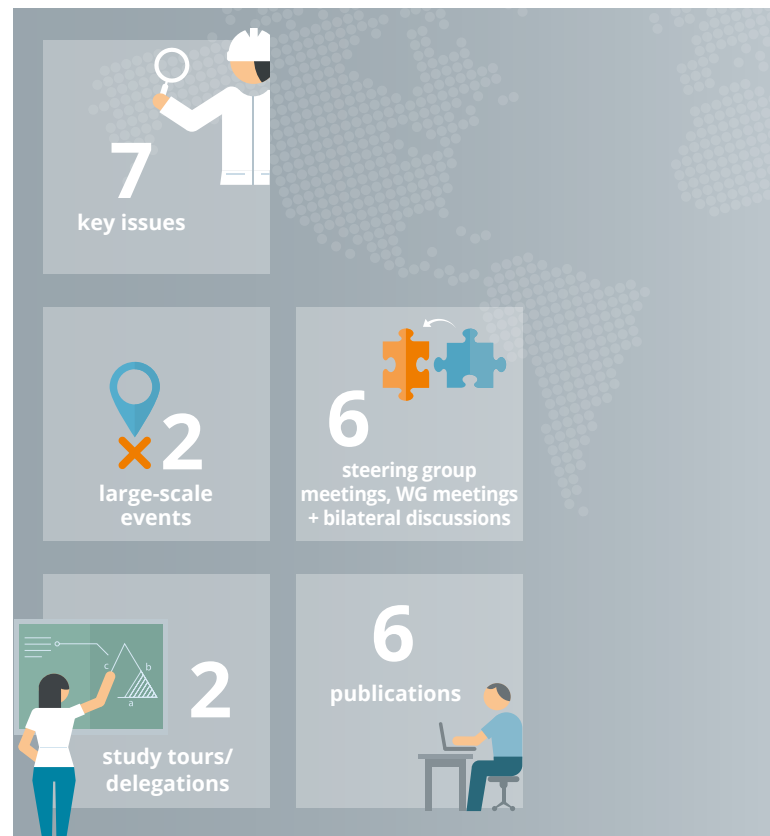 7
key issues
2
large-scale
events
6
steering group
meetings, WG meetings
+ bilateral discussions
c
b
a
2
study tours/
delegations
6
publications